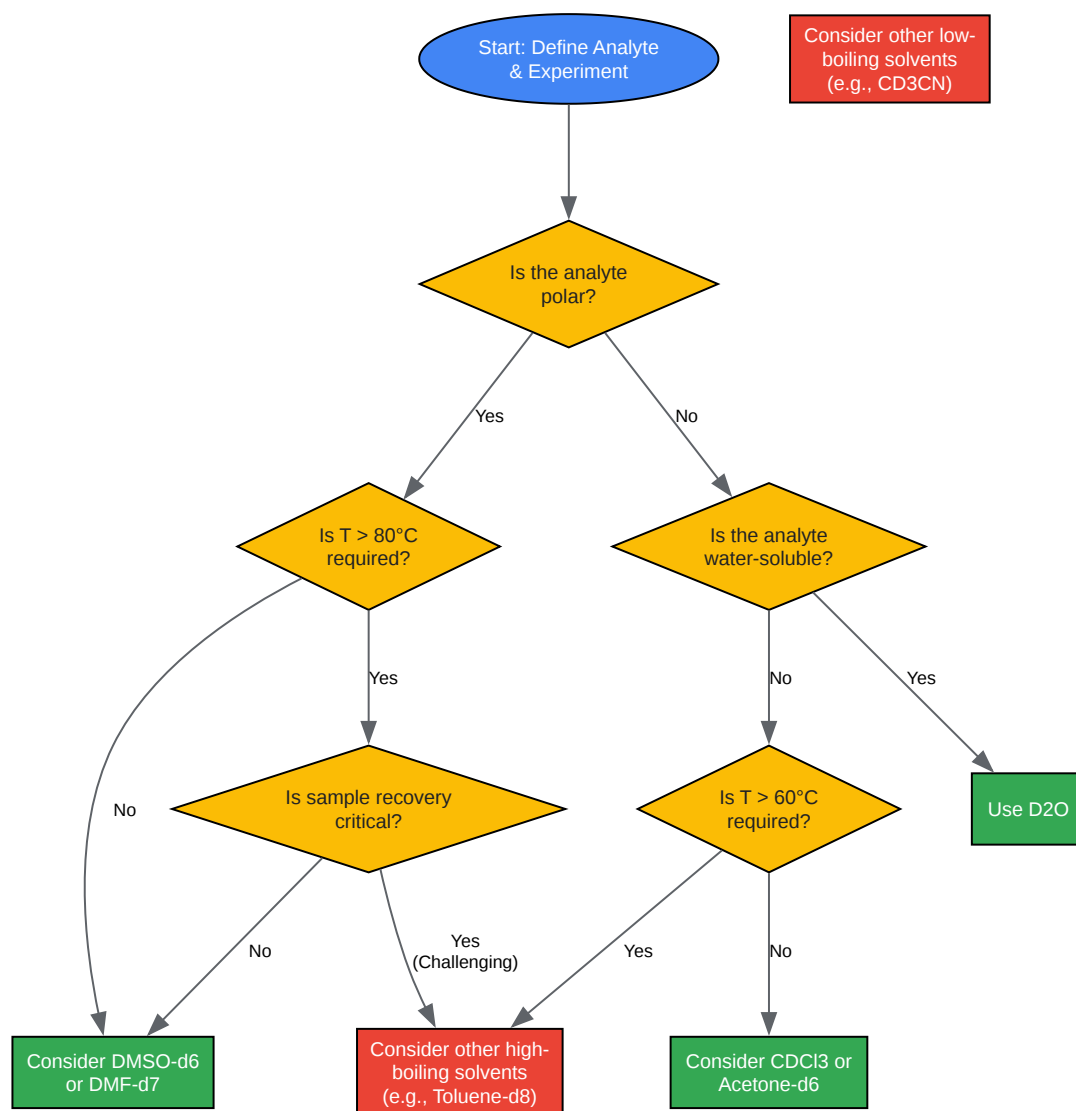 Start: Define Analyte
& Experiment
Consider other low-
boiling solvents
(e.g., CD3CN)
Is the analyte
polar?
Yes
No
Is T > 80°C
required?
Is the analyte
water-soluble?
Yes
No
Yes
No
Is sample recovery
critical?
Is T > 60°C
required?
Use D2O
No
Yes
(Challenging)
Yes
No
Consider DMSO-d6
or DMF-d7
Consider other high-
boiling solvents
(e.g., Toluene-d8)
Consider CDCl3 or
Acetone-d6